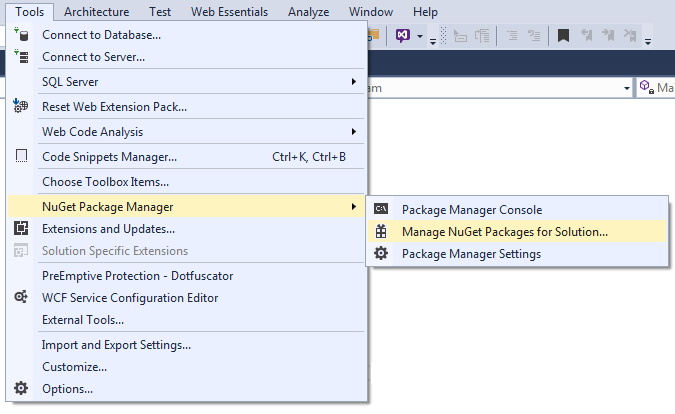 Tools Architecture Test Web Essentials Analyze Window Help
Connect to Database...
Connect to Server...
SQL Server
am
Ma
Reset Web Extension Pack...
Web Code Analysis
Code Snippets Manager... Ctrl+K, Ctrl+B
Choose Toolbox Items...
NuGet Package Manager
Package Manager Console
Manage NuGet Packages for Solution...
Package Manager Settings
Extensions and Updates...
Solution Specific Extensions
PreEmptive Protection - Dotfuscator
WCF Service Configuration Editor
External Tools...
Import and Export Settings...
Customize...
Options...